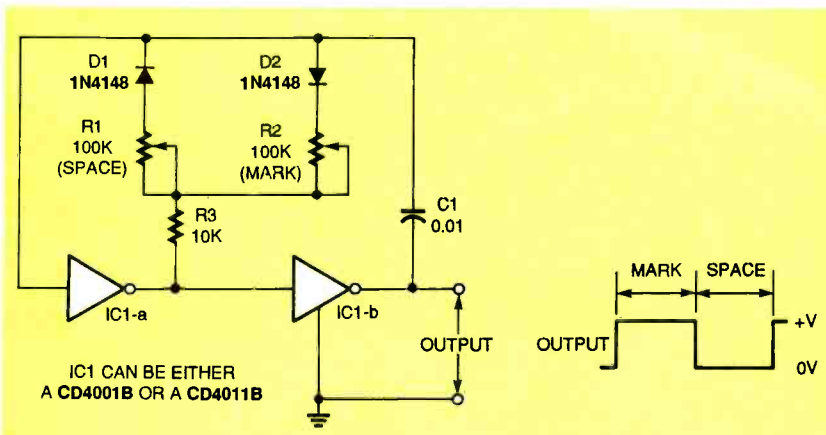 D1
1N4148
D2
1N4148
R1
100K
(SPACE)
R2
100K
(MARK)
R3
10K
C1
0.01
IC1-a
IC1-b
OUTPUT
IC1 CAN BE EITHER
A CD4001B OR A CD4011B
MARK
SPACE
OUTPUT
+V
0V